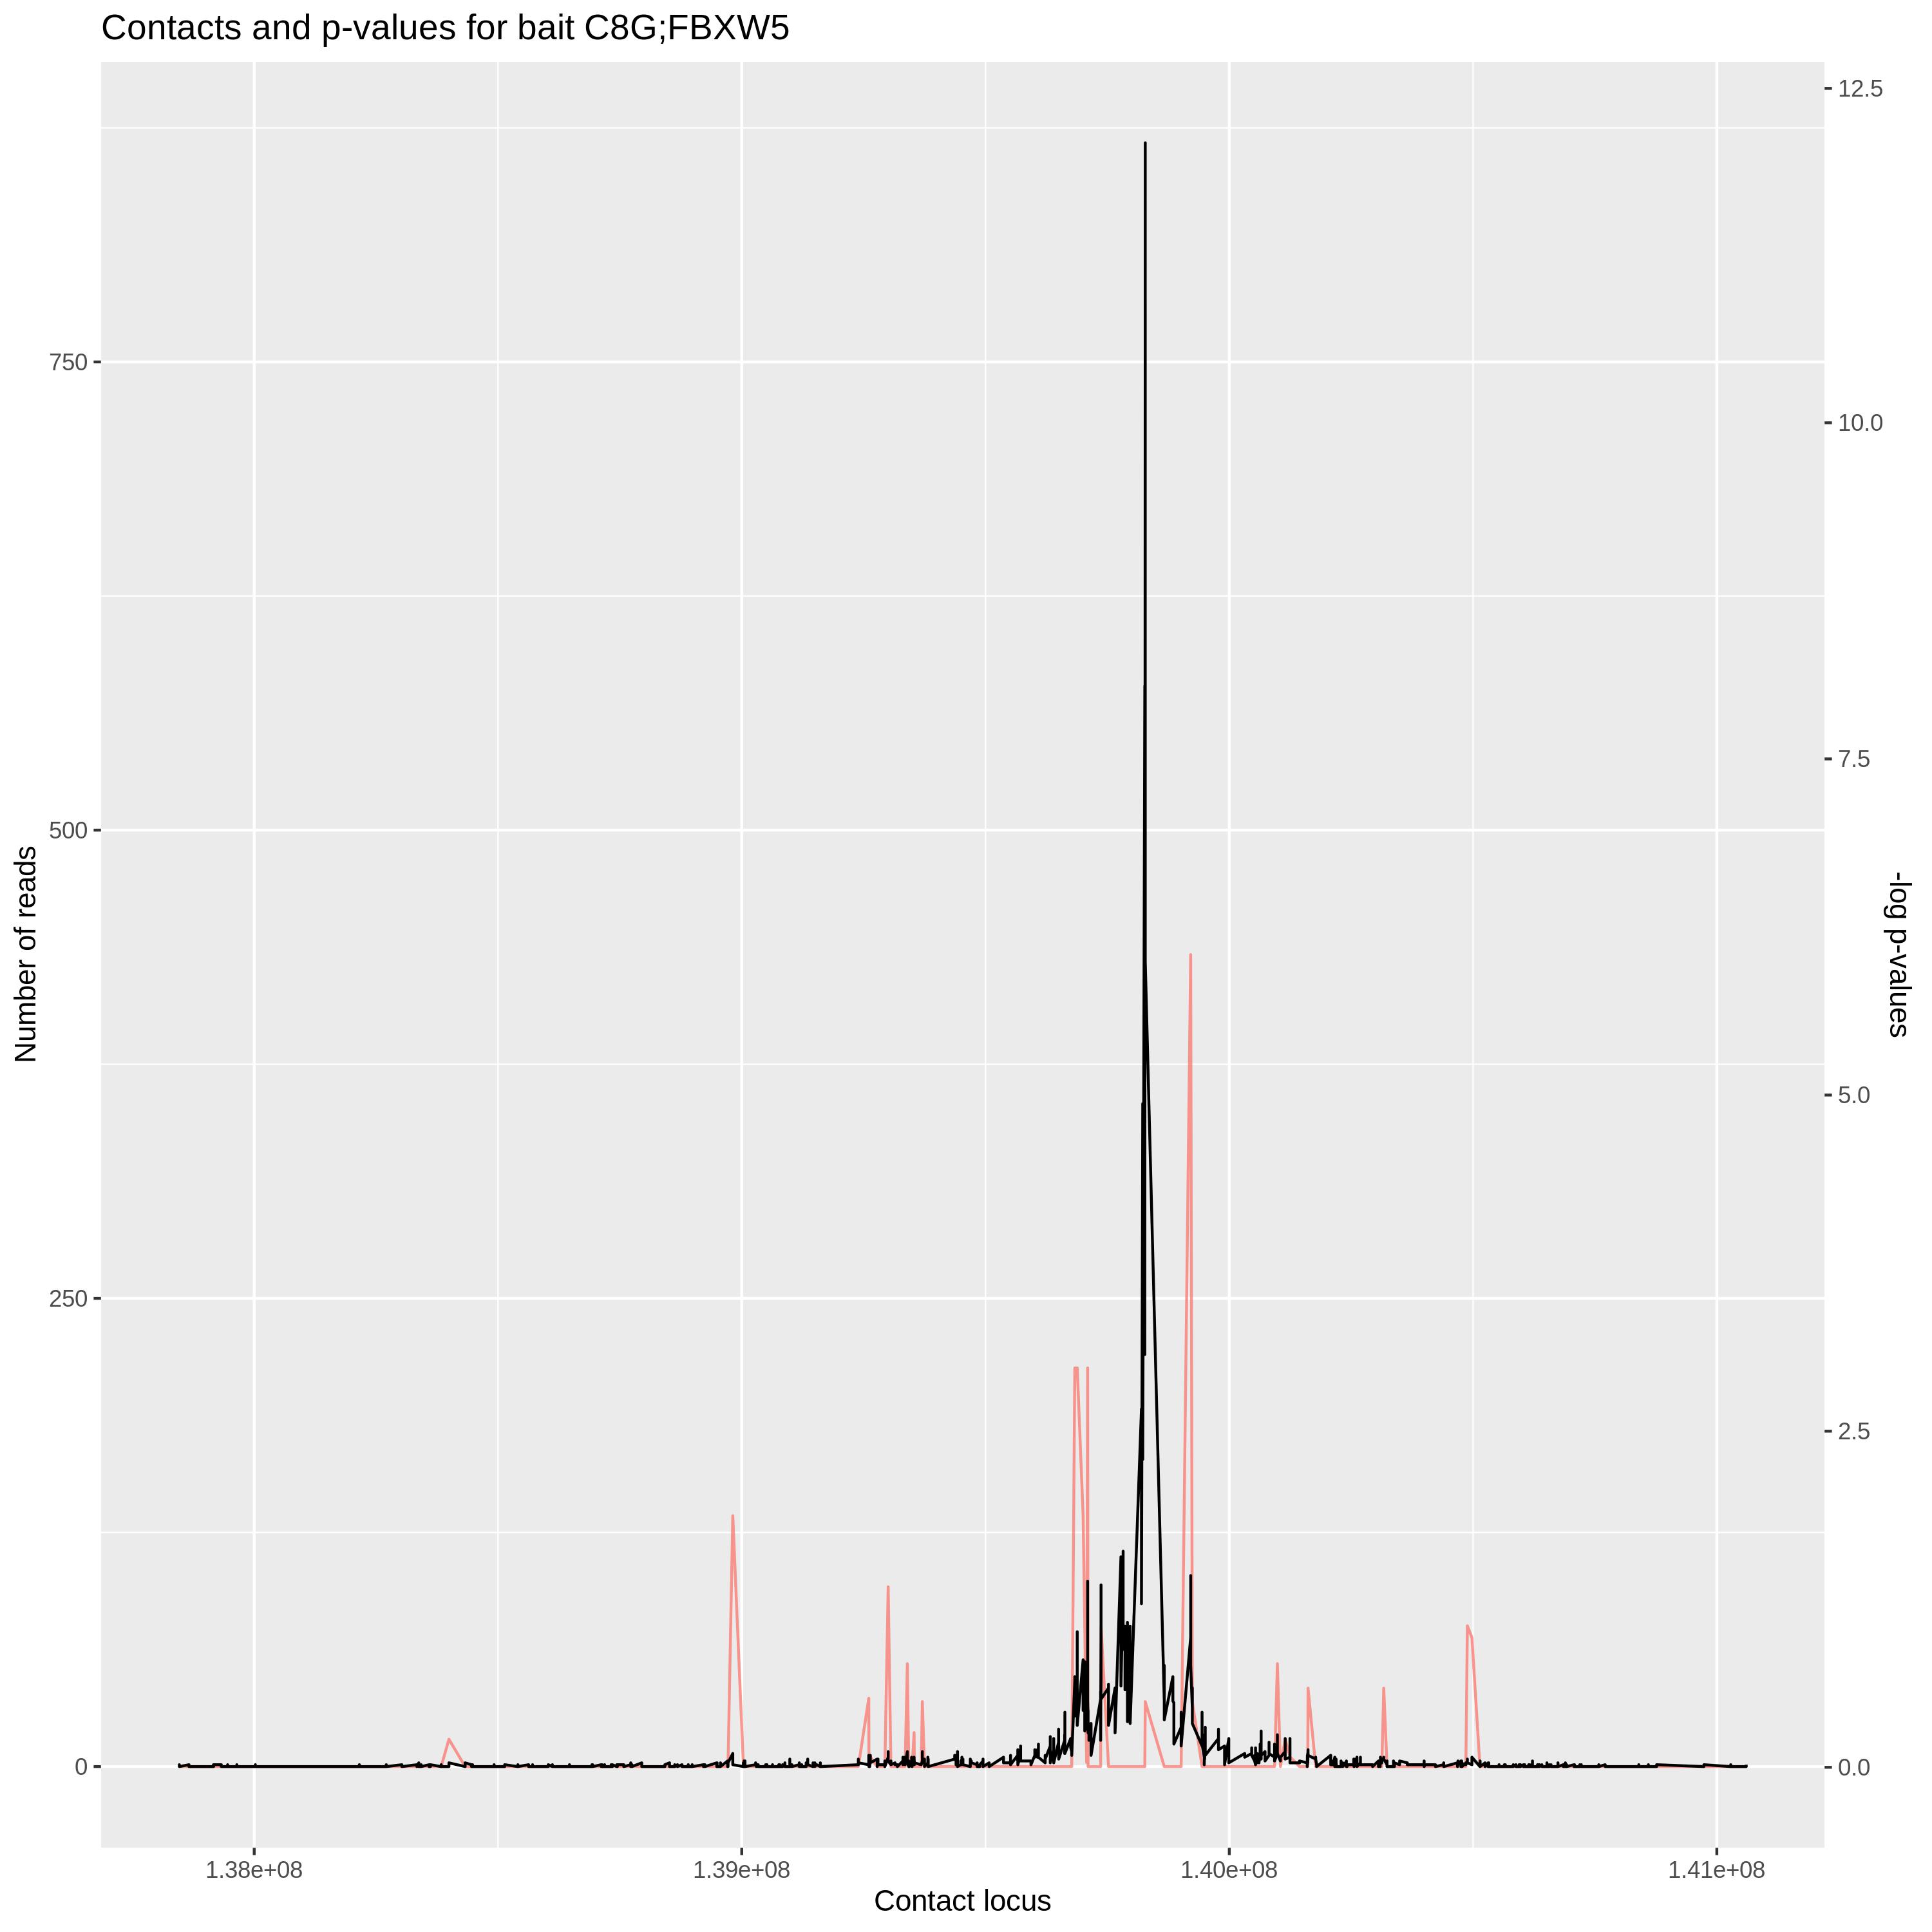 Contacts and p-values for bait C8G;FBXW5
Number of reads
750
500
250
0
12.5
10.0
7.5
5.0
2.5
0.0
-log p-values
1.38e+08
1.39e+08
1.40e+08
1.41e+08
Contact locus